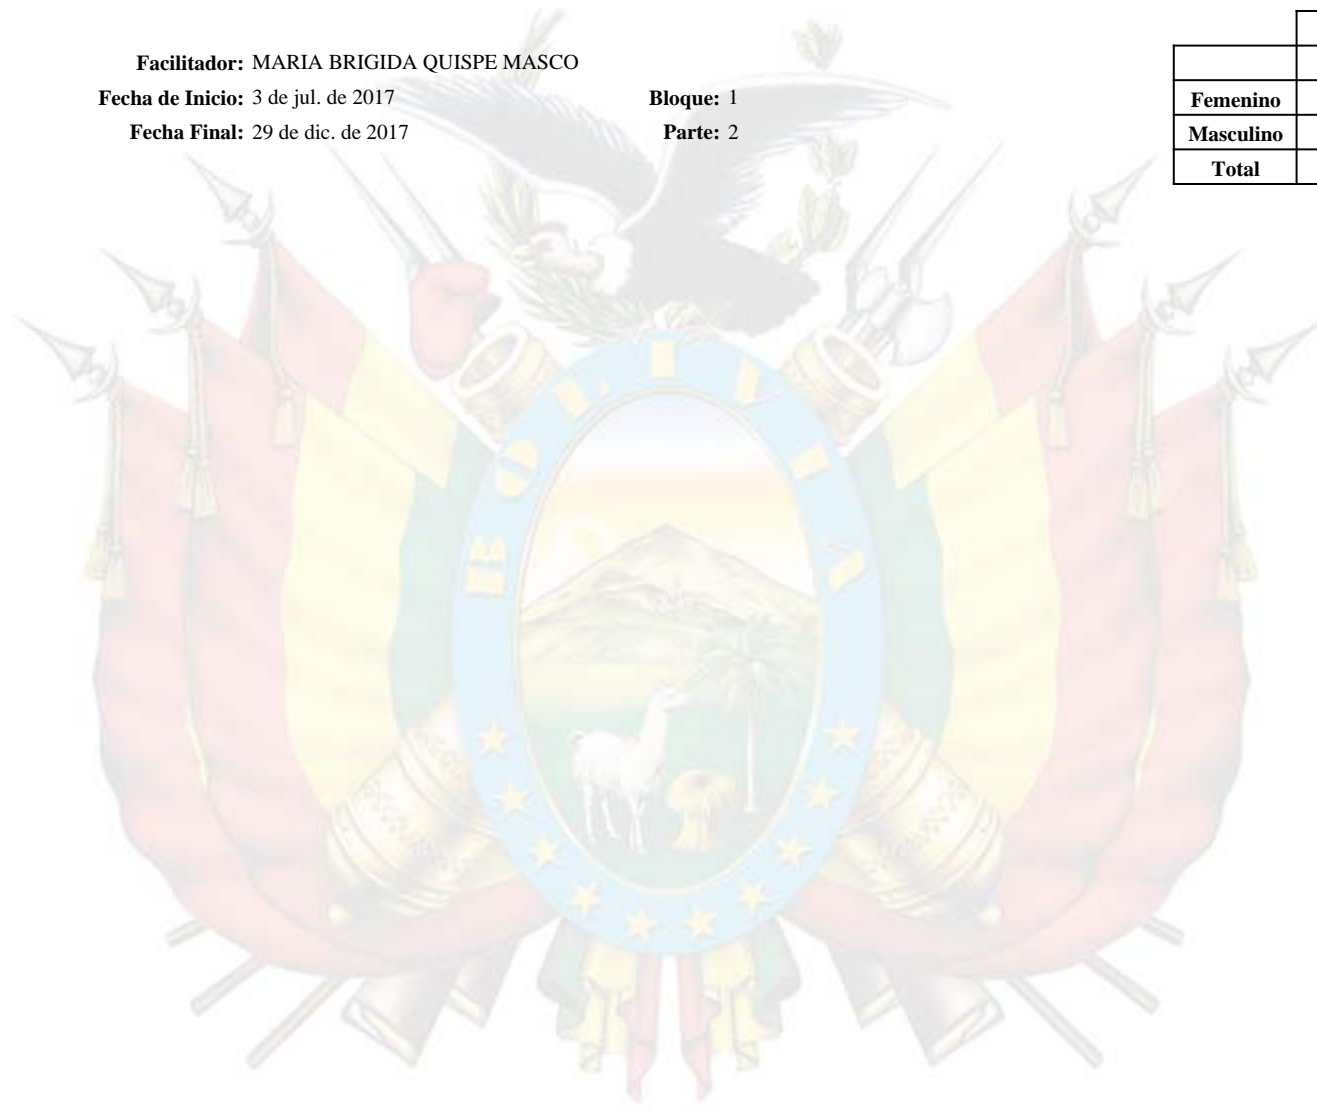 Facilitador: MARIA BRIGIDA QUISPE MASCO
Fecha de Inicio: 3 de jul. de 2017 Bloque: 1
Fecha Final: 29 de dic. de 2017 Parte: 2
Femenino
Masculino
Total
BOLIVIA